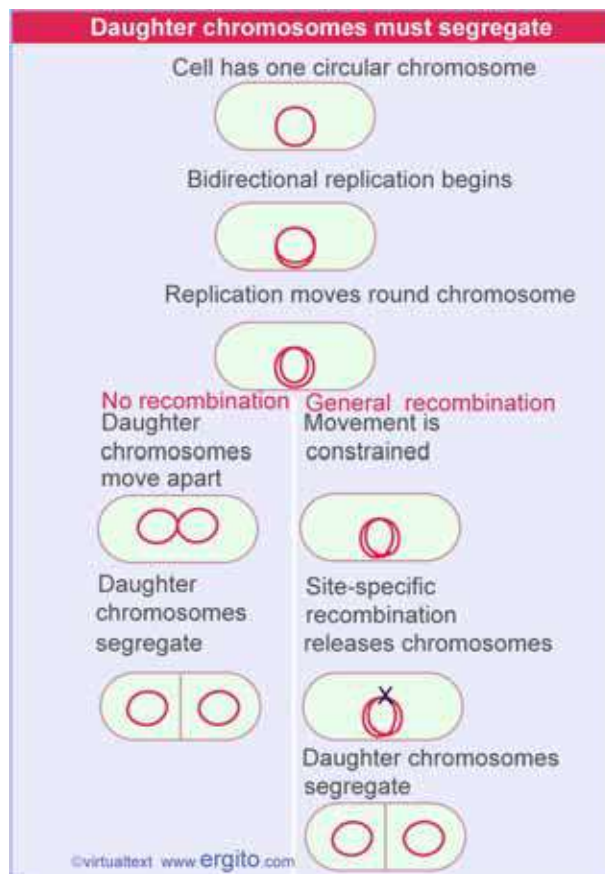 Daughter chromosomes must segregate
Cell has one circular chromosome
Bidirectional replication begins
Replication moves round chromosome
No recombination
Daughter
chromosomes
move apart
Daughter
chromosomes
segregate
General recombination
Movement is
constrained
Site-specific
recombination
releases chromosomes
X
Daughter chromosomes
segregate
©virtualtext www.ergito.com